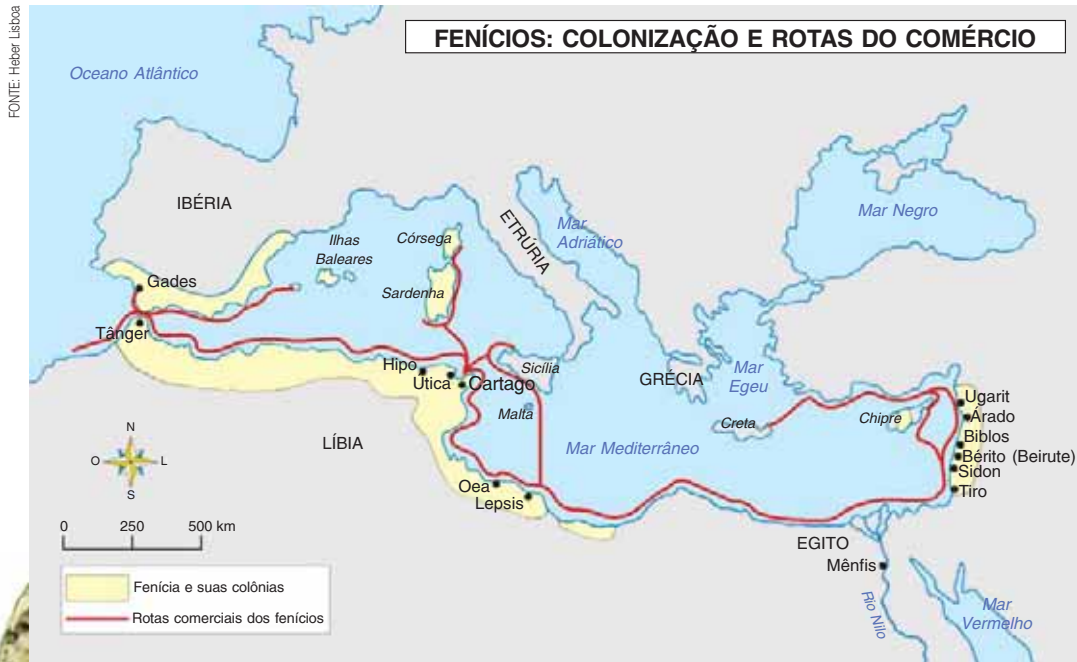 FONTE: Heber Lisboa
FENÍCIOS: COLONIZAÇÃO E ROTAS DO COMÉRCIO
Oceano Atlântico
IBÉRIA
Ilhas
Baleares
Córsega
Sardenha
ETRÚRIA
Mar
Adriático
Mar Negro
Gades
Tânger
Hipo
Útica
Cartago
Sicília
Malta
GRÉCIA
Mar
Egeu
Creta
Chipre
Ugarit
Árado
Biblos
Bérito (Beirute)
Sidon
Tiro
LÍBIA
Mar Mediterrâneo
Oea
Lepsis
EGITO
Mênfis
Rio Nilo
Mar
Vermelho
N
O
L
S
0 250 500 km
Fenícia e suas colônias
Rotas comerciais dos fenícios